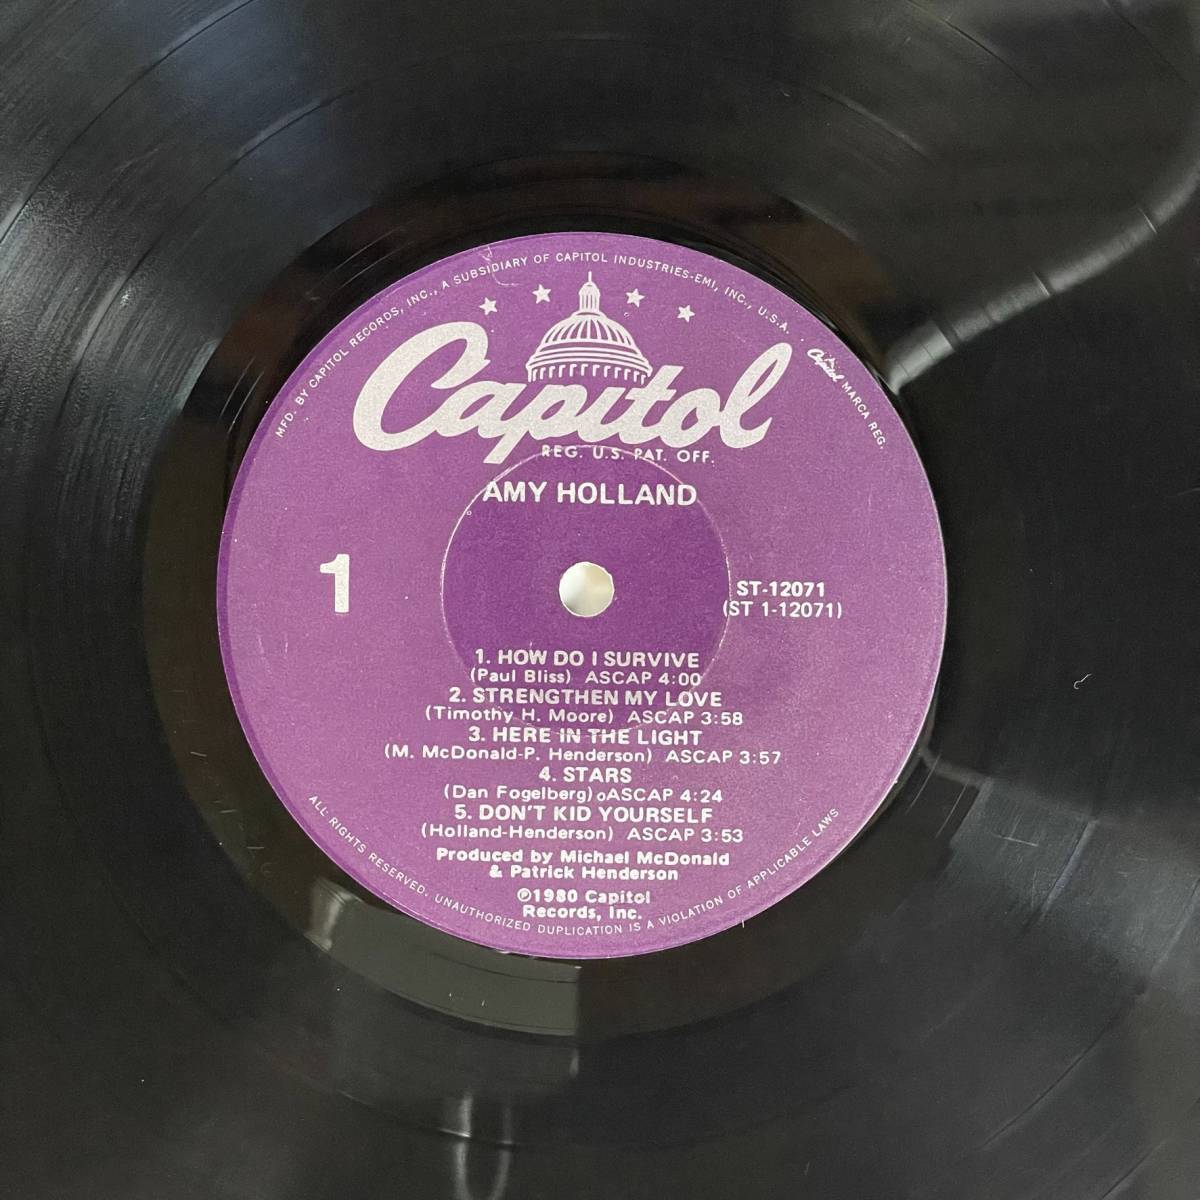 MFD. BY CAPITOL RECORDS, INC., A SUBSIDIARY OF CAPITOL INDUSTRIES-EMI, INC., U.S.A.
Capitol MARCA REG.
Capitol
REG. U.S. PAT. OFF.
AMY HOLLAND
1
ST-12071
(ST 1-12071)
1. HOW DO I SURVIVE
(Paul Bliss) ASCAP 4:00
2. STRENGTHEN MY LOVE
(Timothy H. Moore) ASCAP 3:58
3. HERE IN THE LIGHT
(M. McDonald-P. Henderson) ASCAP 3:57
4. STARS
(Dan Fogelberg) ASCAP 4:24
5. DON'T KID YOURSELF
(Holland-Henderson) ASCAP 3:53
Produced by Michael McDonald
& Patrick Henderson
℗1980 Capitol
Records, Inc.
ALL RIGHTS RESERVED. UNAUTHORIZED DUPLICATION IS A VIOLATION OF APPLICABLE LAWS